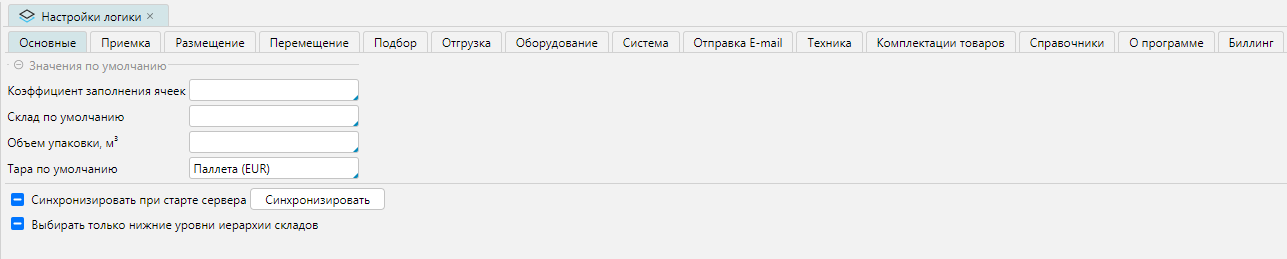 Настройки логики
Основные Приемка Размещение Перемещение Подбор Отгрузка Оборудование Система Отправка E-mail Техника Комплектации товаров Справочники О программе Биллинг
Значения по умолчанию
Коэффициент заполнения ячеек
Склад по умолчанию
Объем упаковки, м³
Тара по умолчанию Паллета (EUR)
Синхронизировать при старте сервера Синхронизировать
Выбирать только нижние уровни иерархии складов